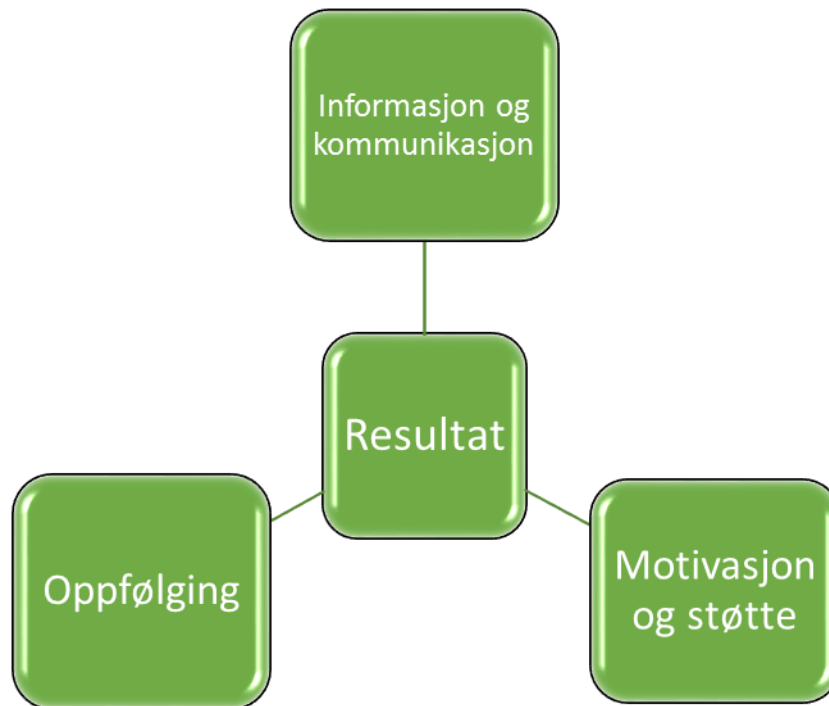 Informasjon og
kommunikasjon
Resultat
Oppfølging
Motivasjon
og støtte